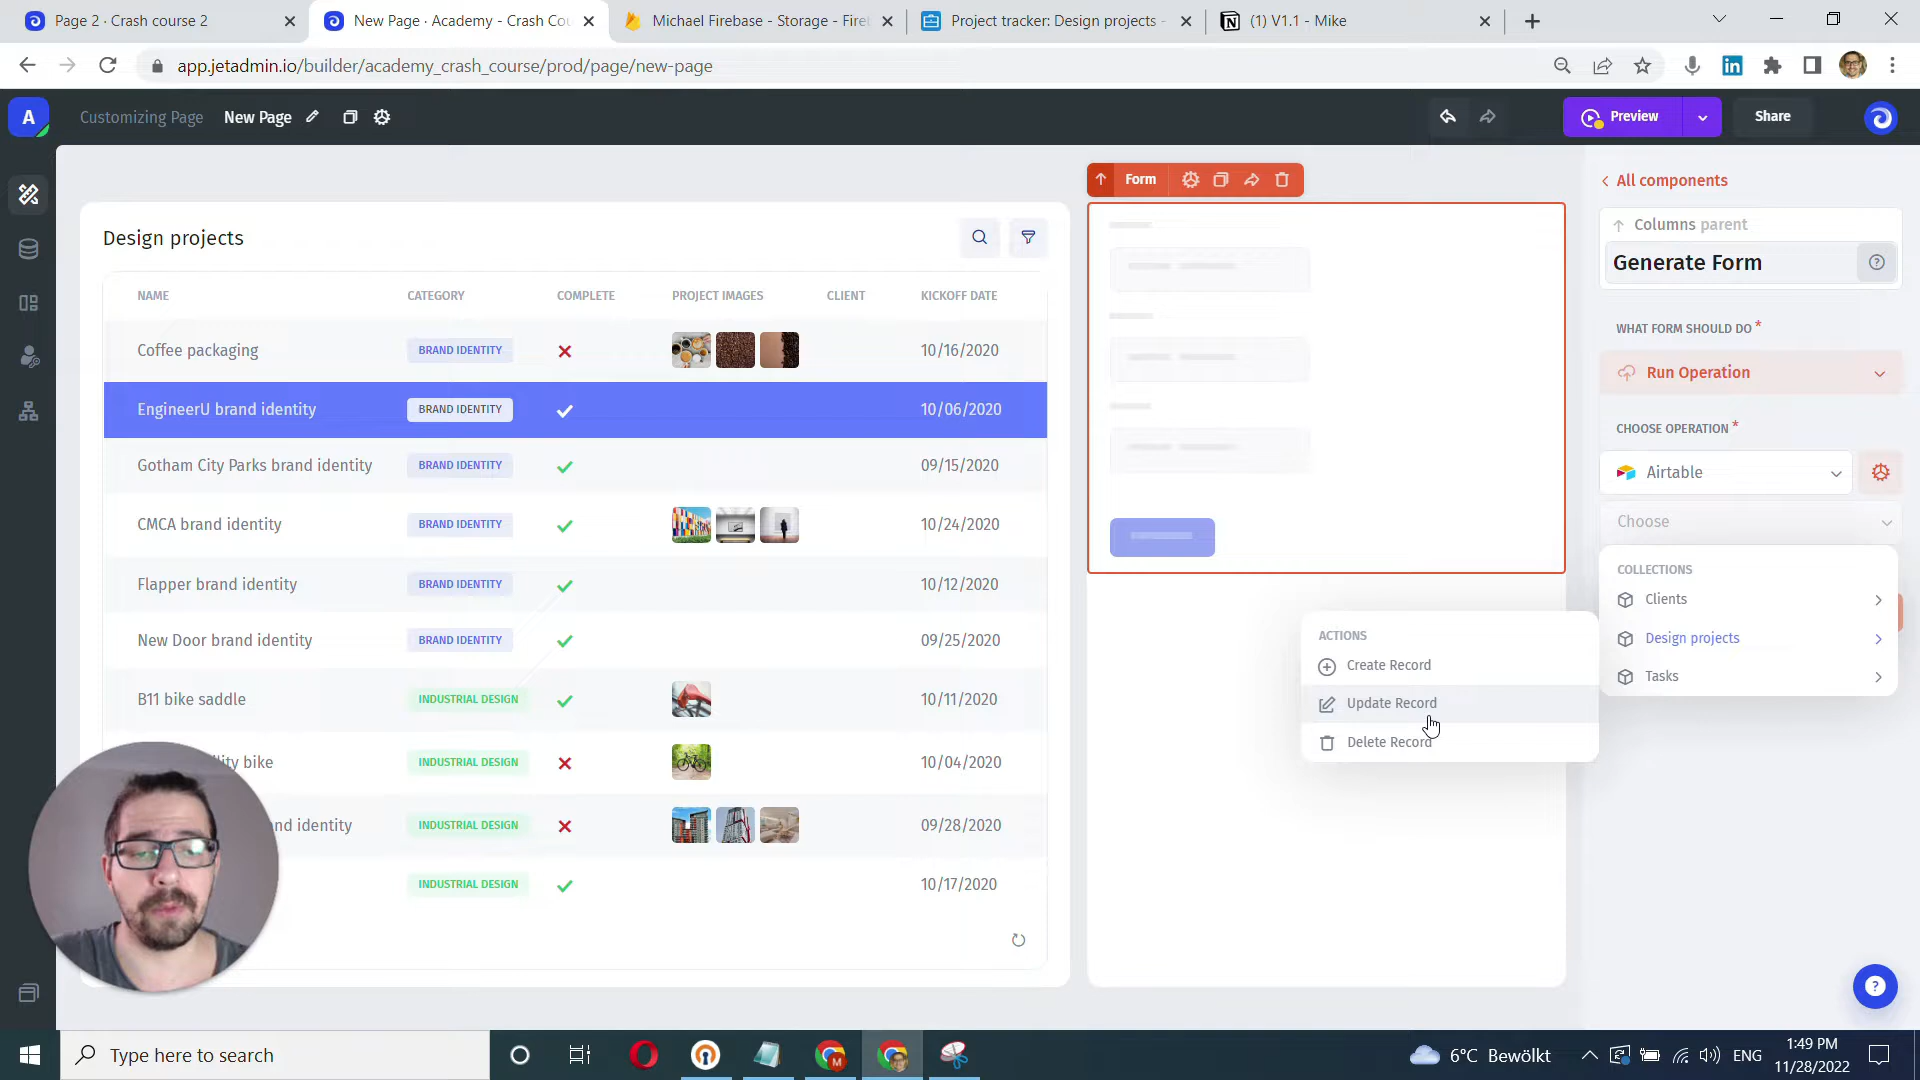 Page 2 · Crash course 2
New Page · Academy - Crash Cou
Michael Firebase - Storage - Fire
Project tracker: Design projects -
(1) V1.1 - Mike
app.jetadmin.io/builder/academy_crash_course/prod/page/new-page
A
Customizing Page
New Page
Preview
Share
Form
All components
Columns parent
Generate Form
WHAT FORM SHOULD DO *
Run Operation
CHOOSE OPERATION *
Airtable
Choose
COLLECTIONS
Clients
Design projects
Tasks
ACTIONS
Create Record
Update Record
Delete Record
Design projects
NAME CATEGORY COMPLETE PROJECT IMAGES CLIENT KICKOFF DATE
Coffee packaging BRAND IDENTITY 10/16/2020
EngineerU brand identity BRAND IDENTITY 10/06/2020
Gotham City Parks brand identity BRAND IDENTITY 09/15/2020
CMCA brand identity BRAND IDENTITY 10/24/2020
Flapper brand identity BRAND IDENTITY 10/12/2020
New Door brand identity BRAND IDENTITY 09/25/2020
B11 bike saddle INDUSTRIAL DESIGN 10/11/2020
ility bike INDUSTRIAL DESIGN 10/04/2020
nd identity INDUSTRIAL DESIGN 09/28/2020
INDUSTRIAL DESIGN 10/17/2020
Type here to search
6°C Bewölkt
ENG
1:49 PM
11/28/2022